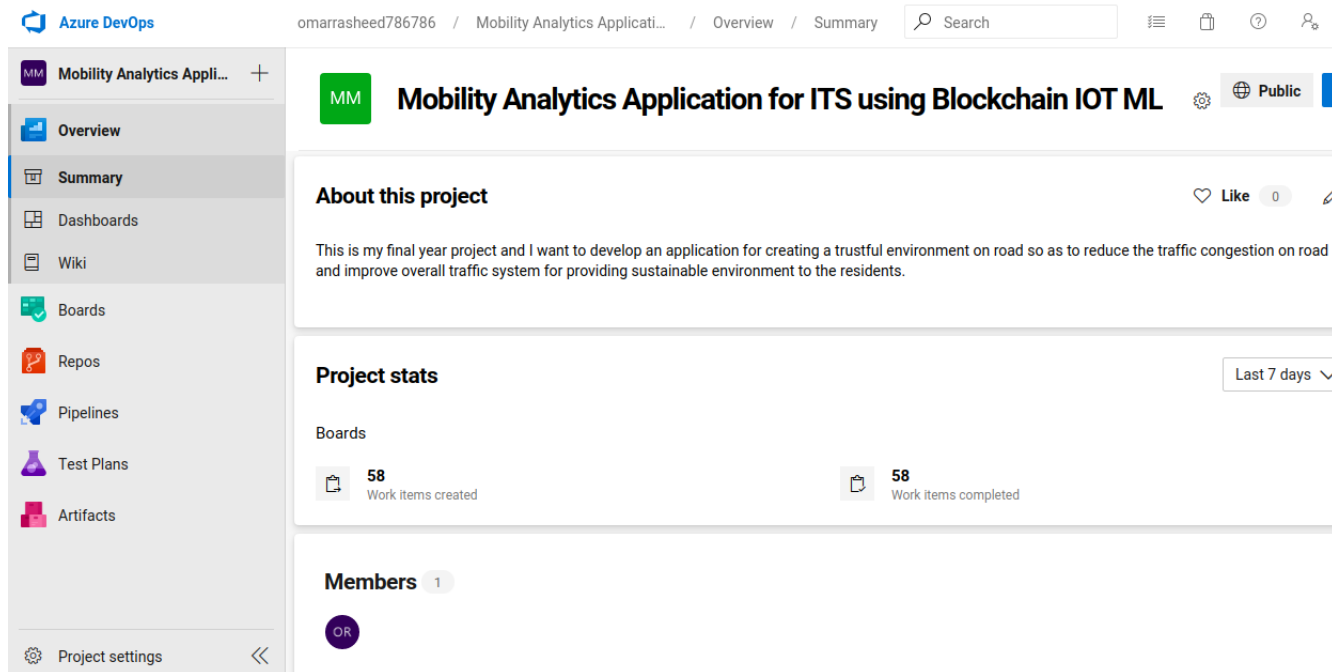 Azure DevOps
omarrasheed786786 / Mobility Analytics Applicati... / Overview / Summary
Search
MM Mobility Analytics Appli...
Overview
Summary
Dashboards
Wiki
Boards
Repos
Pipelines
Test Plans
Artifacts
Project settings
MM Mobility Analytics Application for ITS using Blockchain IOT ML
Public
About this project
Like 0
This is my final year project and I want to develop an application for creating a trustful environment on road so as to reduce the traffic congestion on road
and improve overall traffic system for providing sustainable environment to the residents.
Project stats
Last 7 days
Boards
58
Work items created
58
Work items completed
Members 1
OR